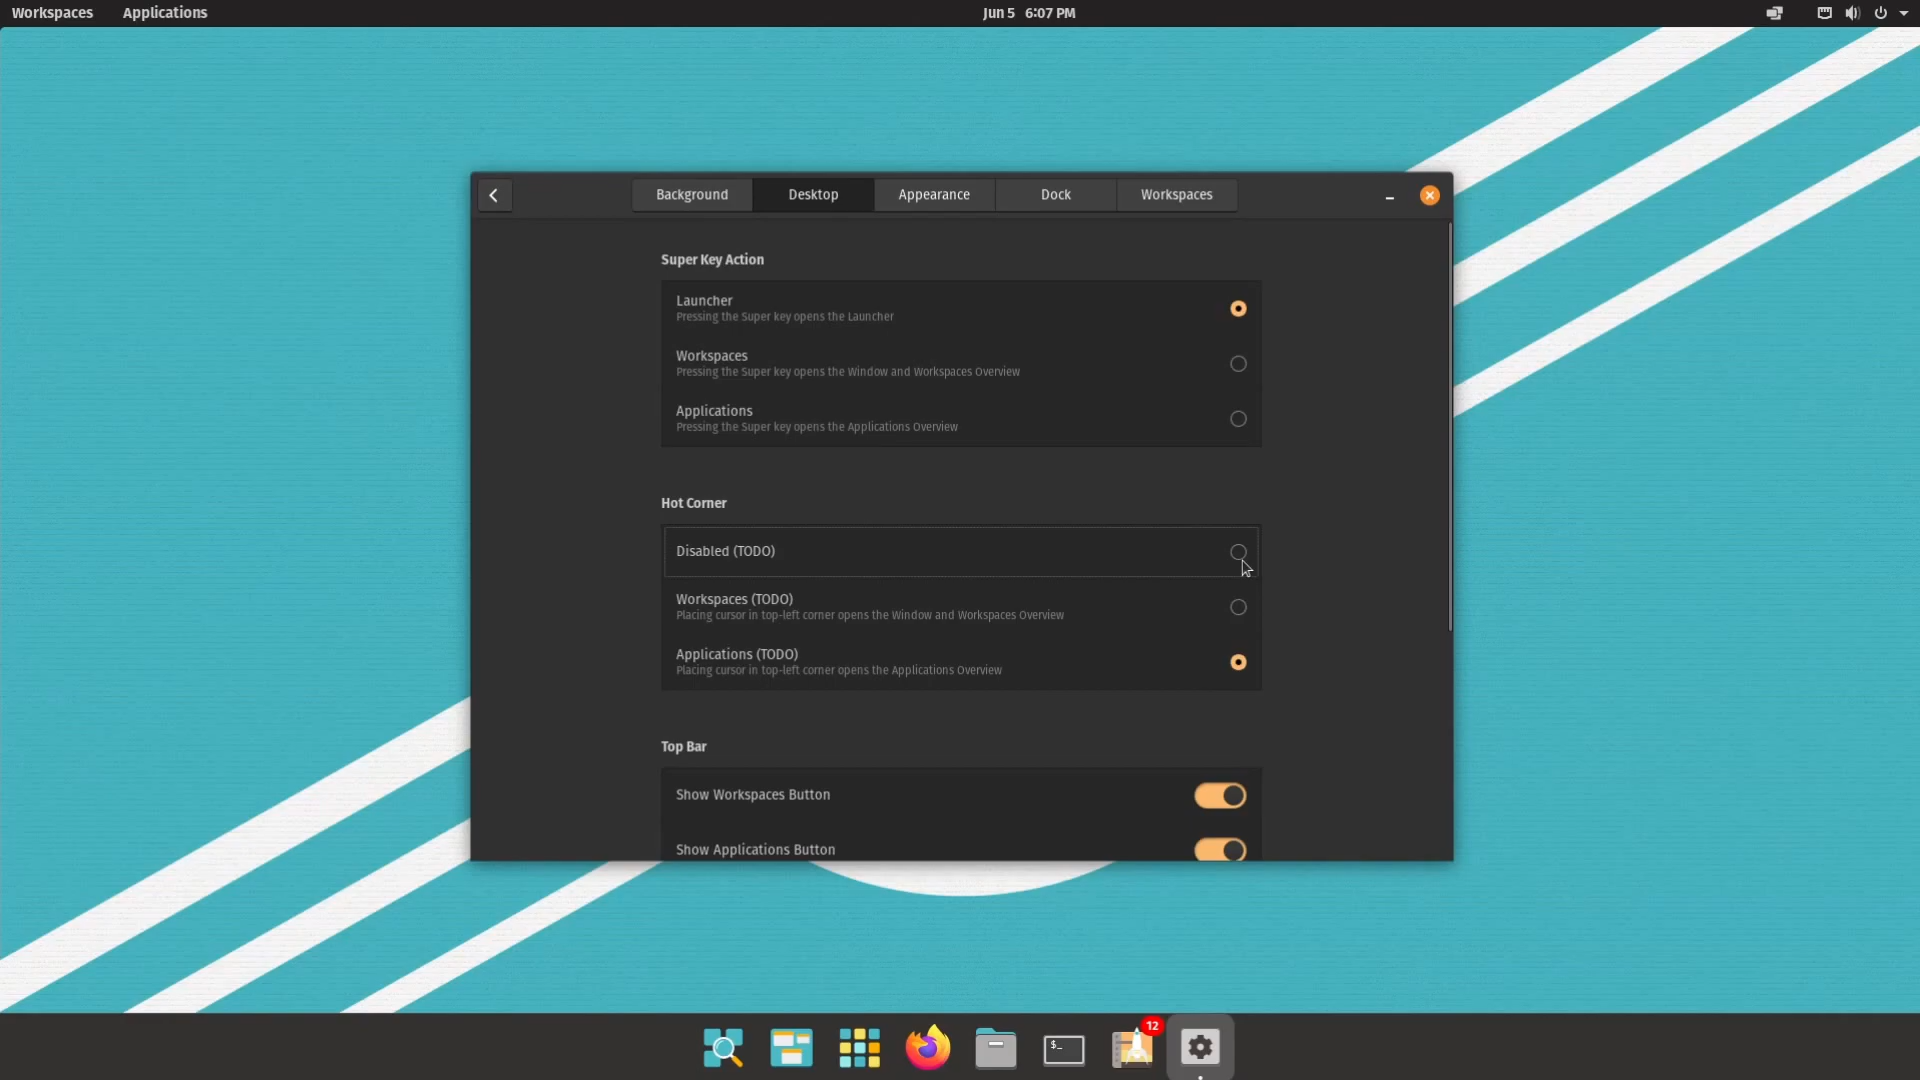 Workspaces Applications Jun 5 6:07 PM
Background Desktop Appearance Dock Workspaces
Super Key Action
Launcher
Pressing the Super key opens the Launcher
Workspaces
Pressing the Super key opens the Window and Workspaces Overview
Applications
Pressing the Super key opens the Applications Overview
Hot Corner
Disabled (TODO)
Workspaces (TODO)
Placing cursor in top-left corner opens the Window and Workspaces Overview
Applications (TODO)
Placing cursor in top-left corner opens the Applications Overview
Top Bar
Show Workspaces Button
Show Applications Button
$_
12